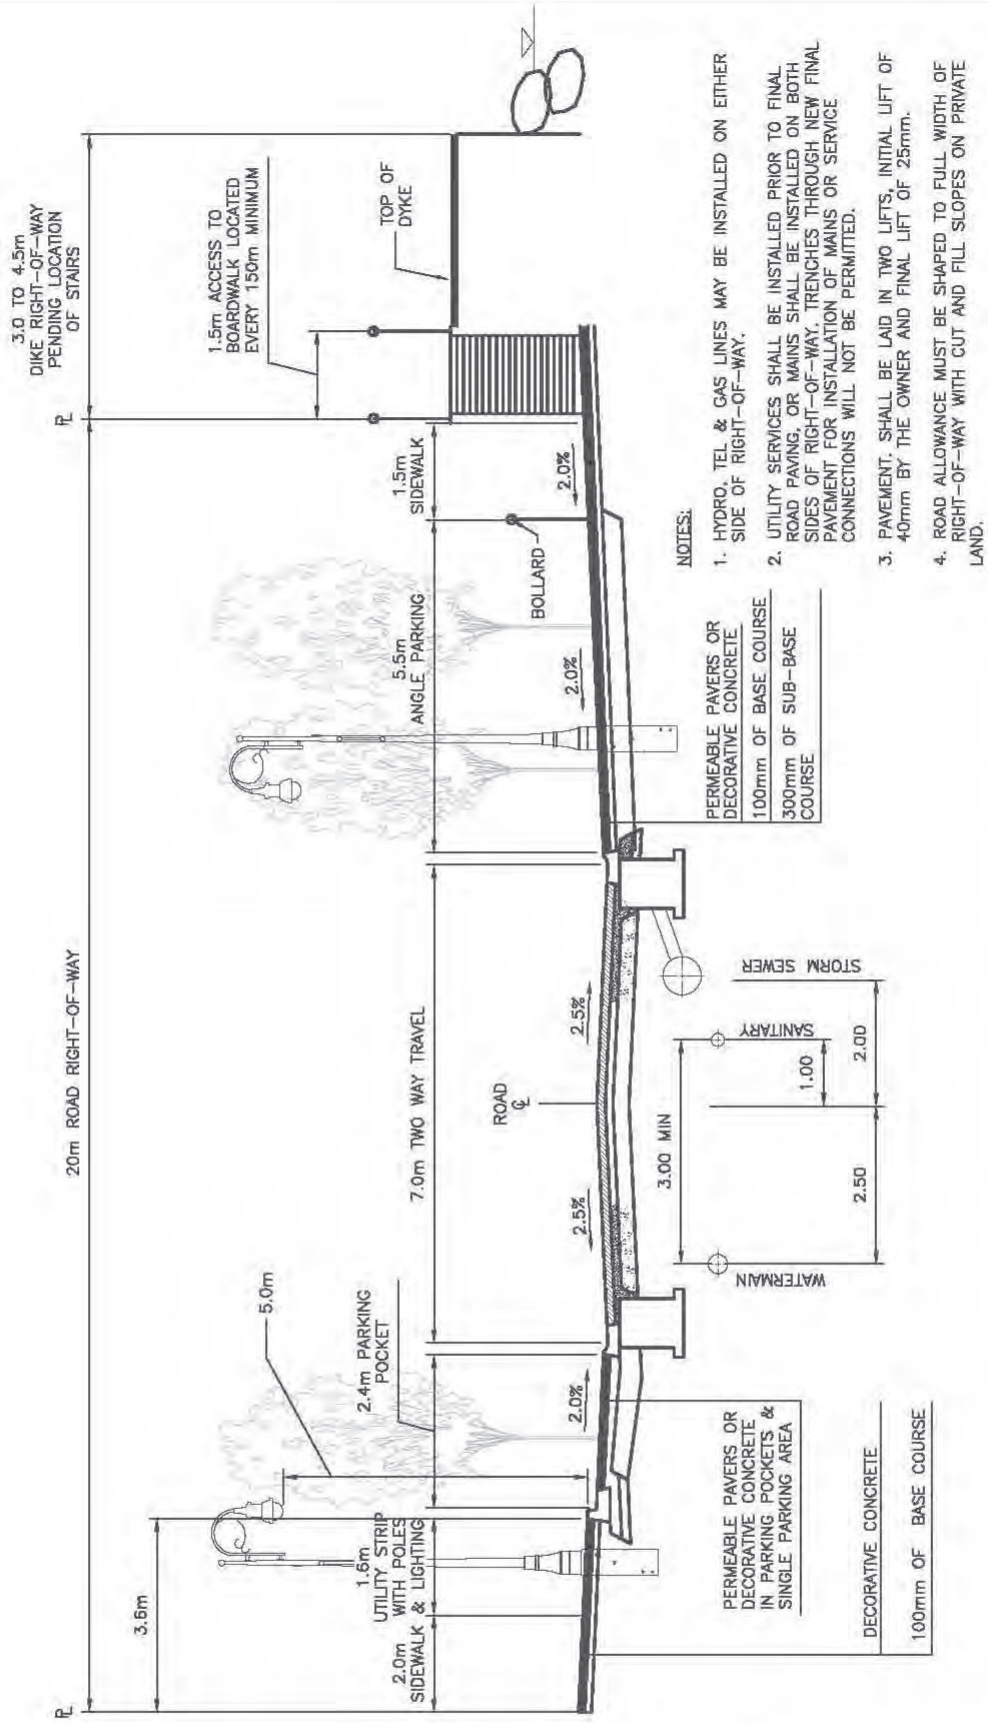 20m ROAD RIGHT-OF-WAY
3.0 TO 4.5m
DIKE RIGHT-OF-WAY
PENDING LOCATION
OF STAIRS
3.6m
5.0m
1.5m ACCESS TO
BOARDWALK LOCATED
EVERY 150m MINIMUM
TOP OF
DYKE
2.0m
SIDEWALK
1.6m
UTILITY STRIP
WITH POLES
& LIGHTING
2.4m PARKING
POCKET
7.0m TWO WAY TRAVEL
5.5m
ANGLE PARKING
1.5m
SIDEWALK
BOLLARD
ROAD
2.0%
2.5%
2.5%
2.0%
2.0%
PERMEABLE PAVERS OR
DECORATIVE CONCRETE
IN PARKING POCKETS &
SINGLE PARKING AREA
DECORATIVE CONCRETE
100mm OF BASE COURSE
WATERMAIN
3.00 MIN
SANITARY
STORM SEWER
1.00
2.50
2.00
PERMEABLE PAVERS OR
DECORATIVE CONCRETE
100mm OF BASE COURSE
300mm OF SUB-BASE
COURSE
NOTES:
1. HYDRO, TEL & GAS LINES MAY BE INSTALLED ON EITHER
SIDE OF RIGHT-OF-WAY.
2. UTILITY SERVICES SHALL BE INSTALLED PRIOR TO FINAL
ROAD PAVING, OR MAINS SHALL BE INSTALLED ON BOTH
SIDES OF RIGHT-OF-WAY. TRENCHES THROUGH NEW FINAL
PAVEMENT FOR INSTALLATION OF MAINS OR SERVICE
CONNECTIONS WILL NOT BE PERMITTED.
3. PAVEMENT. SHALL BE LAID IN TWO LIFTS, INITIAL LIFT OF
40mm BY THE OWNER AND FINAL LIFT OF 25mm.
4. ROAD ALLOWANCE MUST BE SHAPED TO FULL WIDTH OF
RIGHT-OF-WAY WITH CUT AND FILL SLOPES ON PRIVATE
LAND.